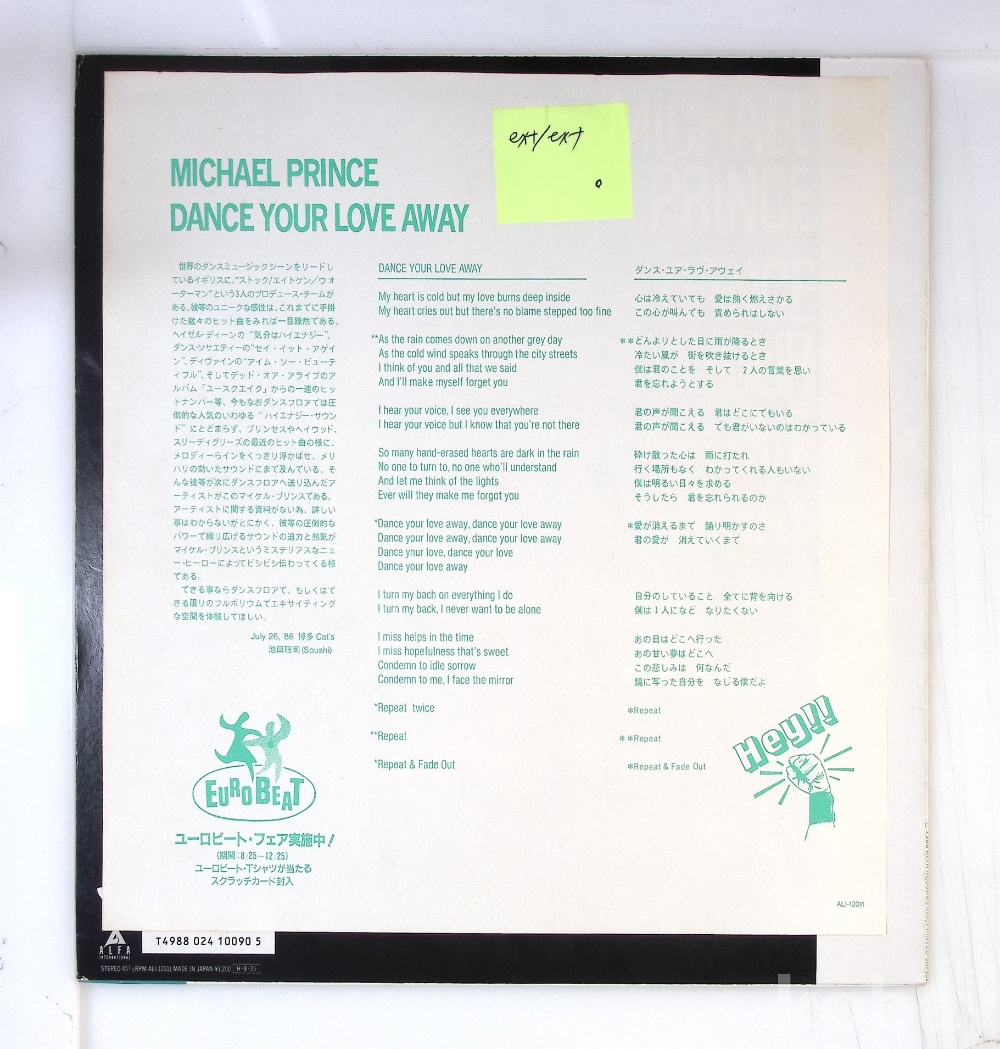 ext/ext
MICHAEL PRINCE
DANCE YOUR LOVE AWAY
世界のダンスミュージックシーンをリードし
ているイギリスに、“ストック/エイトケン/ウォ
ーターマン”という3人のプロデュース・チームが
ある。彼等のユニークな感性は、これまでに手掛
けた数々のヒット曲をみれば一目瞭然である。
ヘイゼル・ディーンの“気分はハイエナジー”、
ダンス・ソサエティーの“セイ・イット・アゲイ
ン”、ディヴァインの“アイム・ソー・ビューテ
ィフル”、そしてデッド・オア・アライブのア
ルバム「ユースクエイク」からの一連のヒッ
トナンバー等、今もなおダンスフロアでは圧
倒的な人気のいわゆる“ハイエナジー・サウン
ド”にとどまらず、プリンセスやヘイウッド、
スリーディグリーズの最近のヒット曲の様に、
メロディーラインをくっきり浮かばせ、メリ
ハリの効いたサウンドにまで及んでいる。そ
んな彼等が次にダンスフロアへ送り込んだア
ーティストがこのマイケル・プリンスである。
アーティストに関する資料がない為、詳しい
事はわからないがとにかく、彼等の圧倒的な
パワーで繰り広げるサウンドの迫力と熱気が
マイケル・プリンスというミステリアスなニュ
ー・ヒーローによってビシビシ伝わってくる様
である。
できる事ならダンスフロアで、もしくはで
きる限りのフルボリウムでエキサイティング
な空間を体験してほしい。
July 26, '86 博多 Cat's
池田聡司(Soushi)
DANCE YOUR LOVE AWAY
My heart is cold but my love burns deep inside
My heart cries out but there's no blame stepped too fine
**As the rain comes down on another grey day
As the cold wind speaks through the city streets
I think of you and all that we said
And I'll make myself forget you
I hear your voice, I see you everywhere
I hear your voice but I know that you're not there
So many hand-erased hearts are dark in the rain
No one to turn to, no one who'll understand
And let me think of the lights
Ever will they make me forgot you
*Dance your love away, dance your love away
Dance your love away, dance your love away
Dance ynur love, dance your love
Dance your love away
I turn my bach on everything I do
I turn my back, I never want to be alone
I miss helps in the time
I miss hopefulness that's sweet
Condemn to idle sorrow
Condemn to me, I face the mirror
*Repeat twice
**Repeat
*Repeat & Fade Out
ダンス・ユア・ラヴ・アウェイ
心は冷えていても 愛は熱く燃えさかる
この心が叫んでも 責められはしない
**どんよりとした日に雨が降るとき
冷たい風が 街を吹き抜けるとき
僕は君のことを そして 2人の言葉を思い
君を忘れようとする
君の声が聞こえる 君はどこにでもいる
君の声が聞こえる でも君がいないのはわかっている
砕け散った心は 雨に打たれ
行く場所もなく わかってくれる人もいない
僕は明るい日々を求める
そうしたら 君を忘れられるのか
*愛が消えるまで 踊り明かすのさ
君の愛が 消えていくまで
自分のしていること 全てに背を向ける
僕は1人になど なりたくない
あの日はどこへ行った
あの甘い夢はどこへ
この悲しみは 何なんだ
鏡に写った自分を なじる僕だよ
*Repeat
**Repeat
*Repeat & Fade Out
Hey!!
EUROBEAT
ユーロビート・フェア実施中!
(期間:8/25〜12/25)
ユーロビート・Tシャツが当たる
スクラッチカード封入
ALI-12011
ALFA
INTERNATIONAL
T4988 024 10090 5
STEREO 45 RPM ALI-12011 MADE IN JAPAN ¥1,200 H·8·25